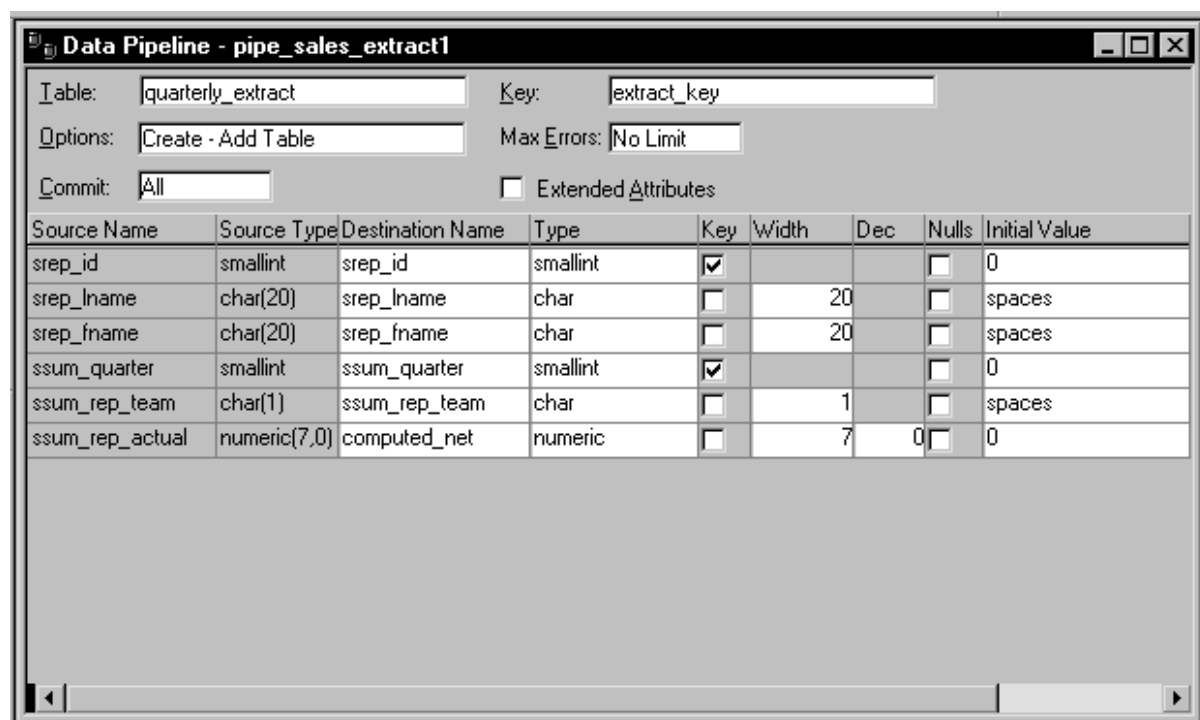 Data Pipeline - pipe_sales_extract1
Table: quarterly_extract Key: extract_key
Options: Create - Add Table Max Errors: No Limit
Commit: All Extended Attributes
Source Name Source Type Destination Name Type Key Width Dec Nulls Initial Value
srep_id smallint srep_id smallint 0
srep_lname char(20) srep_lname char 20 spaces
srep_fname char(20) srep_fname char 20 spaces
ssum_quarter smallint ssum_quarter smallint 0
ssum_rep_team char(1) ssum_rep_team char 1 spaces
ssum_rep_actual numeric(7,0) computed_net numeric 7 0 0